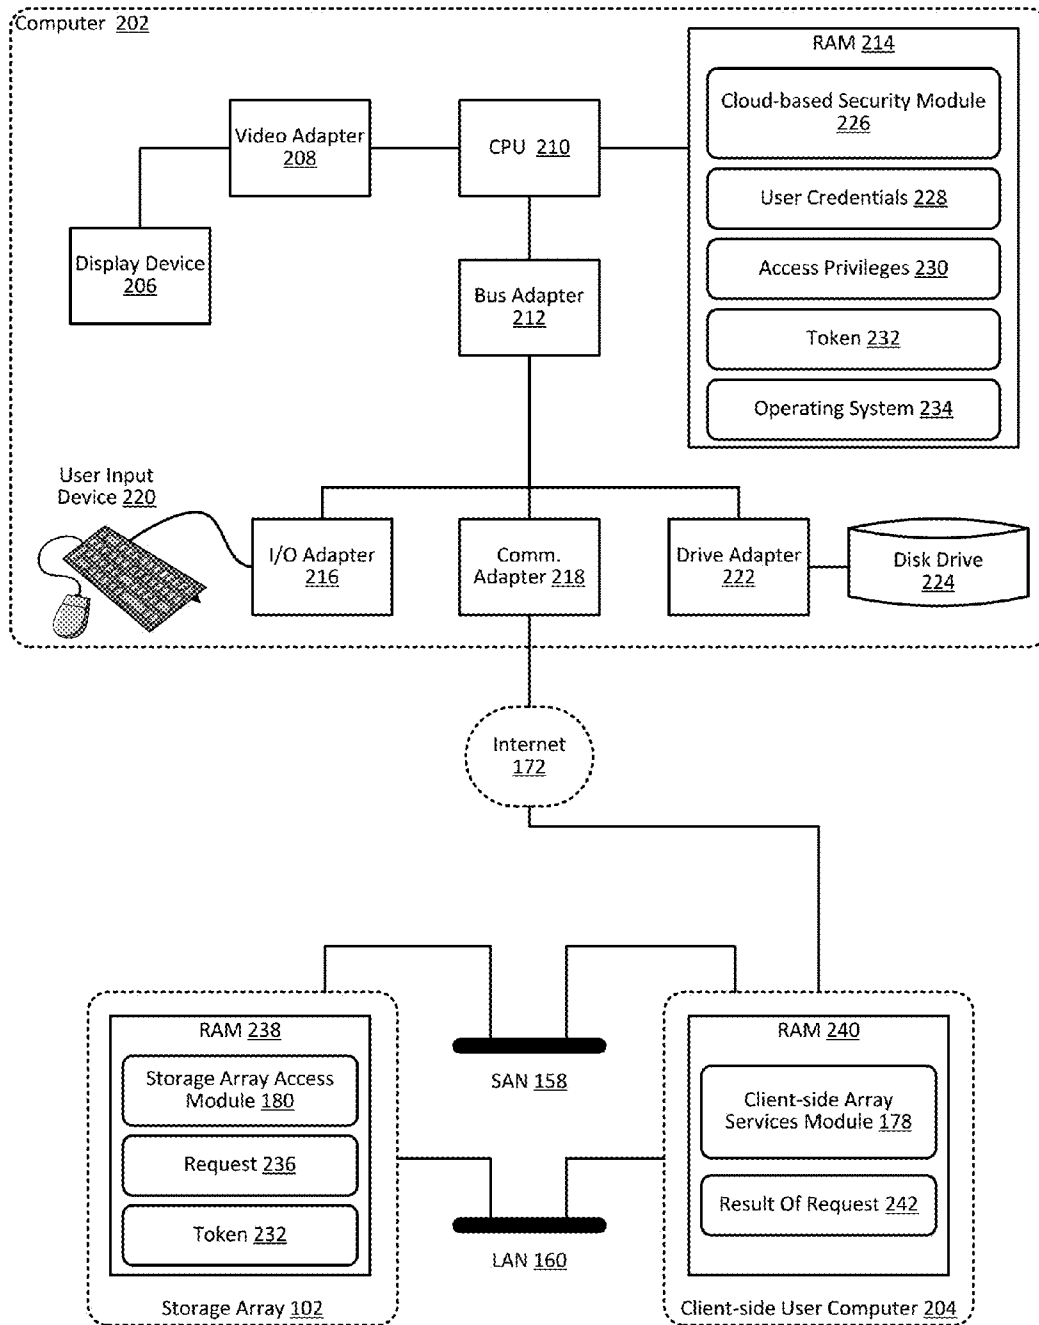 Computer 202
RAM 214
Cloud-based Security Module
226
User Credentials 228
Access Privileges 230
Token 232
Operating System 234
Video Adapter
208
CPU 210
Display Device
206
Bus Adapter
212
User Input
Device 220
I/O Adapter
216
Comm.
Adapter 218
Drive Adapter
222
Disk Drive
224
Internet
172
RAM 238
Storage Array Access
Module 180
Request 236
Token 232
Storage Array 102
SAN 158
LAN 160
RAM 240
Client-side Array
Services Module 178
Result Of Request 242
Client-side User Computer 204